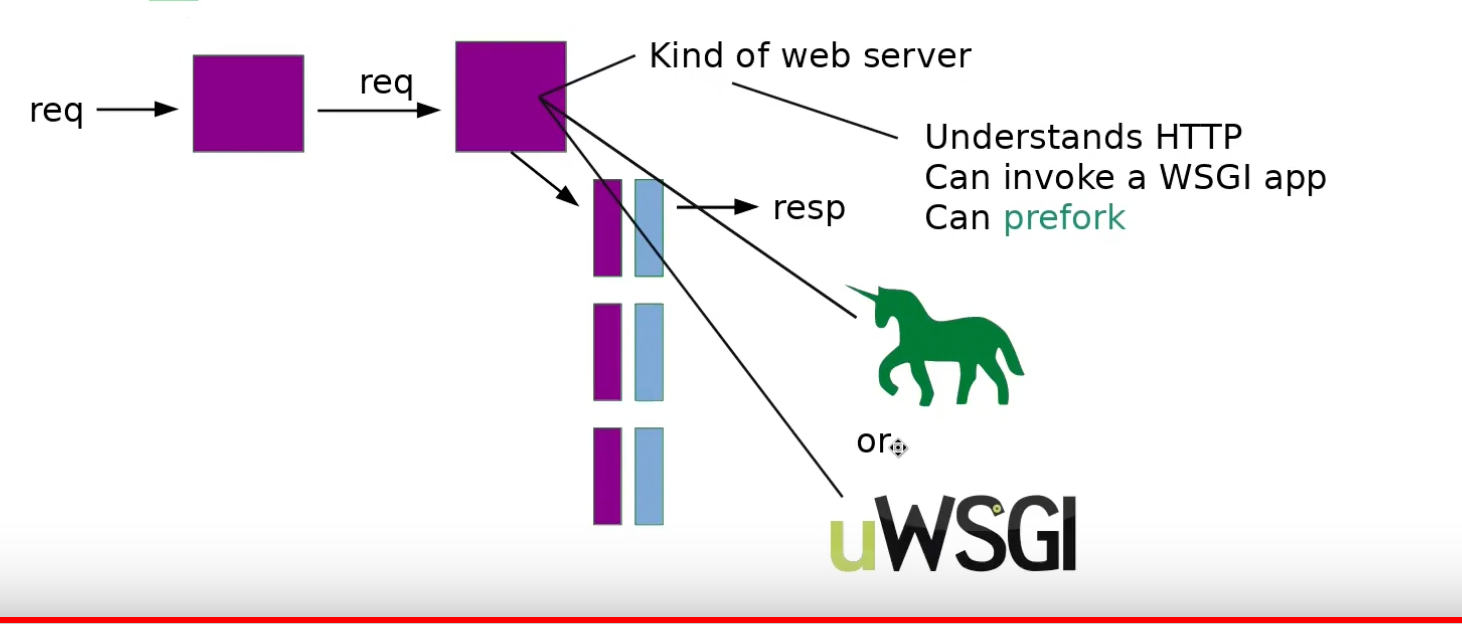 req
req
Kind of web server
Understands HTTP
Can invoke a WSGI app
Can prefork
resp
or
uWSGI